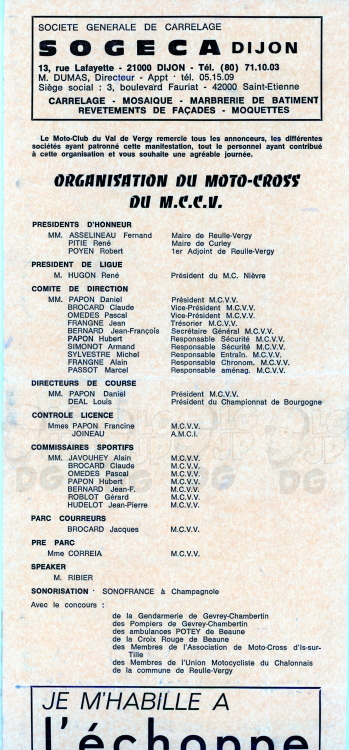 SOCIETE GENERALE DE CARRELAGE
SOGECA DIJON
13, rue Lafayette - 21000 DIJON - Tél. (80) 71.10.03
M. DUMAS, Directeur - Appt · tél. 05.15.09
Siège social : 3, boulevard Fauriat - 42000 Saint-Etienne
CARRELAGE - MOSAIQUE - MARBRERIE DE BATIMENT
REVETEMENTS DE FAÇADES - MOQUETTES
Le Moto-Club du Val de Vergy remercie tous les annonceurs, les différentes
sociétés ayant patronné cette manifestation, tout le personnel ayant contribué
à cette organisation et vous souhaite une agréable journée.
ORGANISATION DU MOTO-CROSS
DU M.C.C.V.
PRESIDENTS D'HONNEUR
MM. ASSELINEAU Fernand Maire de Reulle-Vergy
PITIE René Maire de Curley
POYEN Robert 1er Adjoint de Reulle-Vergy
PRESIDENT DE LIGUE
M. HUGON René Président du M.C. Nièvre
COMITE DE DIRECTION
MM. PAPON Daniel Président M.C.V.V.
BROCARD Claude Vice-Président M.C.V.V.
OMEDES Pascal Vice-Président M.C.V.V.
FRANGNE Jean Trésorier M.C.V.V.
BERNARD Jean-François Secrétaire Général M.C.V.V.
PAPON Hubert Responsable Sécurité M.C.V.V.
SIMONOT Armand Responsable Sécurité M.C.V.V.
SYLVESTRE Michel Responsable Entraîn. M.C.V.V.
FRANGNE Alain Responsable Chronom. M.C.V.V.
PASSOT Marcel Responsable aménag. M.C.V.V.
DIRECTEURS DE COURSE
MM. PAPON Daniel Président M.C.V.V.
DEAL Louis Président du Championnat de Bourgogne
CONTROLE LICENCE
Mmes PAPON Francine M.C.V.V.
JOINEAU A.M.C.I.
COMMISSAIRES SPORTIFS
MM. JAVOUHEY Alain M.C.V.V.
BROCARD Claude M.C.V.V.
OMEDES Pascal M.C.V.V.
PAPON Hubert M.C.V.V.
BERNARD Jean-F. M.C.V.V.
ROBLOT Gérard M.C.V.V.
HUDELOT Jean-Pierre M.C.V.V.
PARC COURREURS
BROCARD Jacques M.C.V.V.
PRE PARC
Mme CORREIA M.C.V.V.
SPEAKER
M. RIBIER
SONORISATION · SONOFRANCE à Champagnole
Avec le concours :
de la Gendarmerie de Gevrey-Chambertin
des Pompiers de Gevrey-Chambertin
des ambulances POTEY de Beaune
de la Croix Rouge de Beaune
des Membres de l'Association de Moto-Cross d'Is-sur-
Tille
des Membres de l'Union Motocycliste du Chalonnais
de la commune de Reulle-Vergy
JE M'HABILLE A
l'échoppe